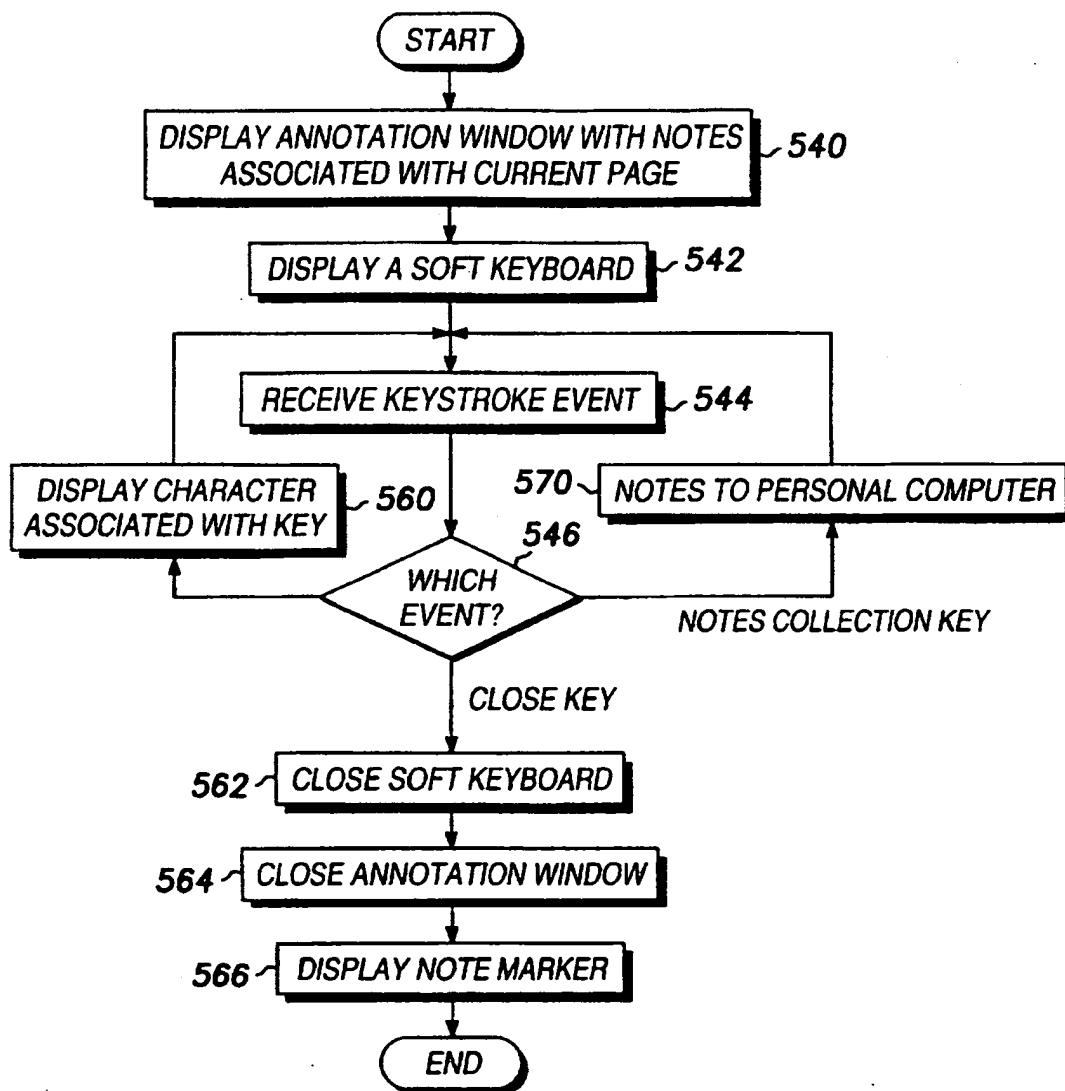 START
DISPLAY ANNOTATION WINDOW WITH NOTES
ASSOCIATED WITH CURRENT PAGE
540
DISPLAY A SOFT KEYBOARD
542
RECEIVE KEYSTROKE EVENT
544
DISPLAY CHARACTER
ASSOCIATED WITH KEY
560
570
NOTES TO PERSONAL COMPUTER
546
WHICH
EVENT?
NOTES COLLECTION KEY
CLOSE KEY
562
CLOSE SOFT KEYBOARD
564
CLOSE ANNOTATION WINDOW
566
DISPLAY NOTE MARKER
END